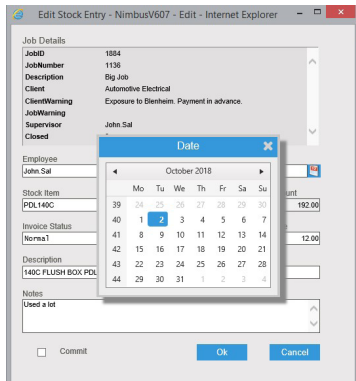 Edit Stock Entry - NimbusV607 - Edit - Internet Explorer
Job Details
JobID 1884
JobNumber 1136
Description Big Job
Client Automotive Electrical
ClientWarning Exposure to Blenheim. Payment in advance.
JobWarning
Supervisor John.Sal
Closed
Date
Employee
John.Sal
October 2018
Mo Tu We Th Fr Sa Su
39 24 25 26 27 28 29 30
40 1 2 3 4 5 6 7
41 8 9 10 11 12 13 14
42 15 16 17 18 19 20 21
43 22 23 24 25 26 27 28
44 29 30 31 1 2 3 4
Stock Item
PDL140C 192.00
Invoice Status
Normal 12.00
Description
140C FLUSH BOX PDL
Notes
Used a lot
Commit Ok Cancel